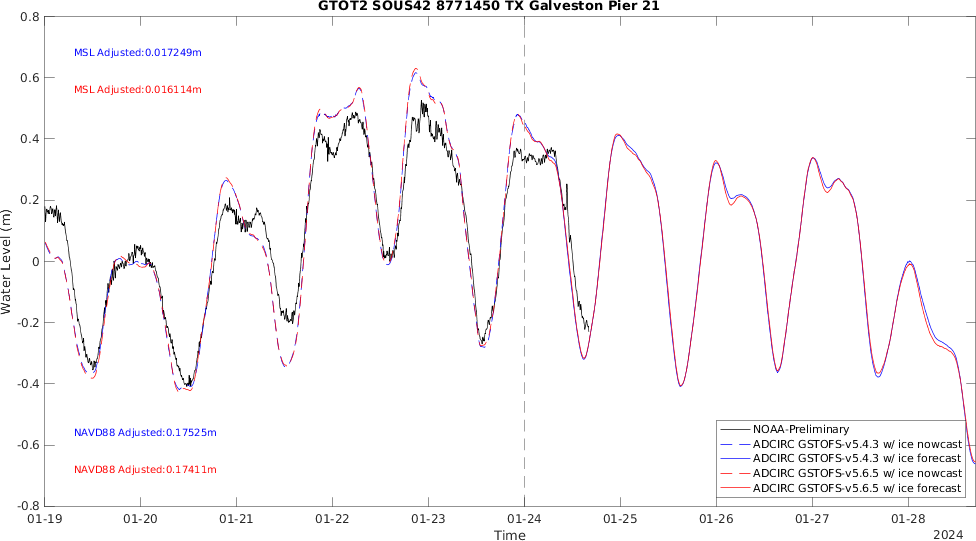 GTOT2 SOUS42 8771450 TX Galveston Pier 21
0.8
0.6
0.4
0.2
0
-0.2
-0.4
-0.6
-0.8
Water Level (m)
MSL Adjusted:0.017249m
MSL Adjusted:0.016114m
NAVD88 Adjusted:0.17525m
NAVD88 Adjusted:0.17411m
NOAA-Preliminary
ADCIRC GSTOFS-v5.4.3 w/ ice nowcast
ADCIRC GSTOFS-v5.4.3 w/ ice forecast
ADCIRC GSTOFS-v5.6.5 w/ ice nowcast
ADCIRC GSTOFS-v5.6.5 w/ ice forecast
01-19 01-20 01-21 01-22 01-23 01-24 01-25 01-26 01-27 01-28
Time
2024